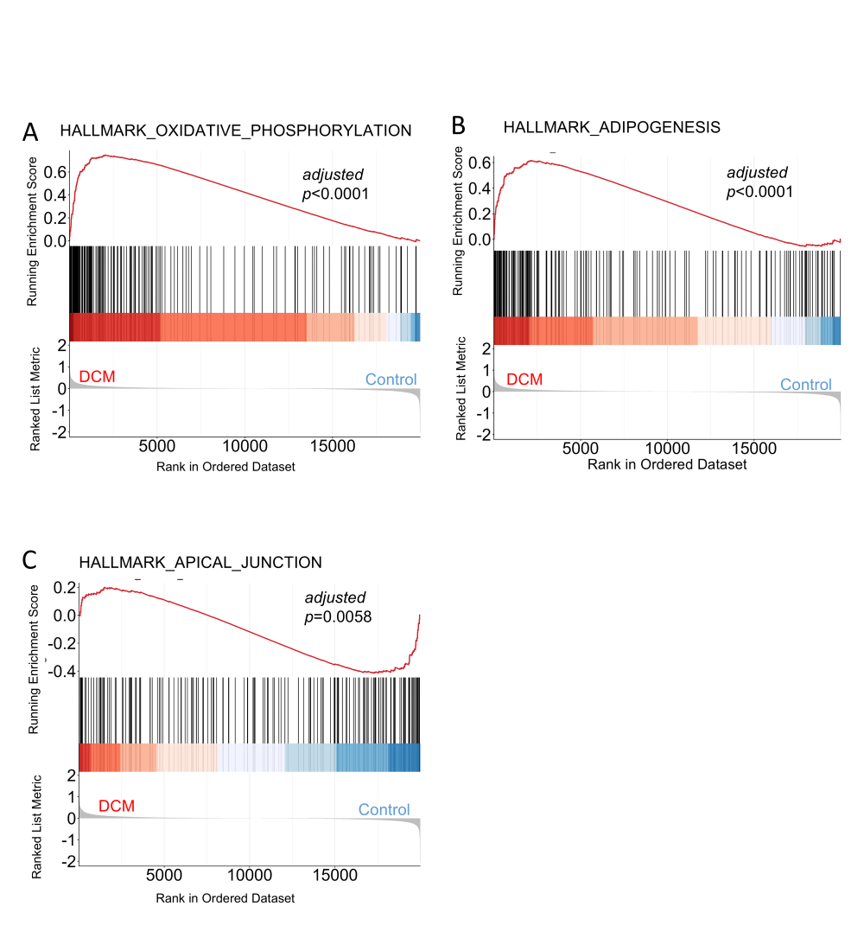 A
HALLMARK_OXIDATIVE_PHOSPHORYLATION
Running Enrichment Score
0.6
0.4
0.2
0.0
adjusted
p<0.0001
Ranked List Metric
2
1
0
-1
-2
DCM
Control
5000 10000 15000
Rank in Ordered Dataset
B
HALLMARK_ADIPOGENESIS
Running Enrichment Score
0.6
0.4
0.2
0.0
adjusted
p<0.0001
Ranked List Metric
2
1
0
-1
-2
DCM
Control
5000 10000 15000
Rank in Ordered Dataset
C
HALLMARK_APICAL_JUNCTION
Running Enrichment Score
0.2
0.0
-0.2
-0.4
adjusted
p=0.0058
Ranked List Metric
2
1
0
-1
-2
DCM
Control
5000 10000 15000
Rank in Ordered Dataset